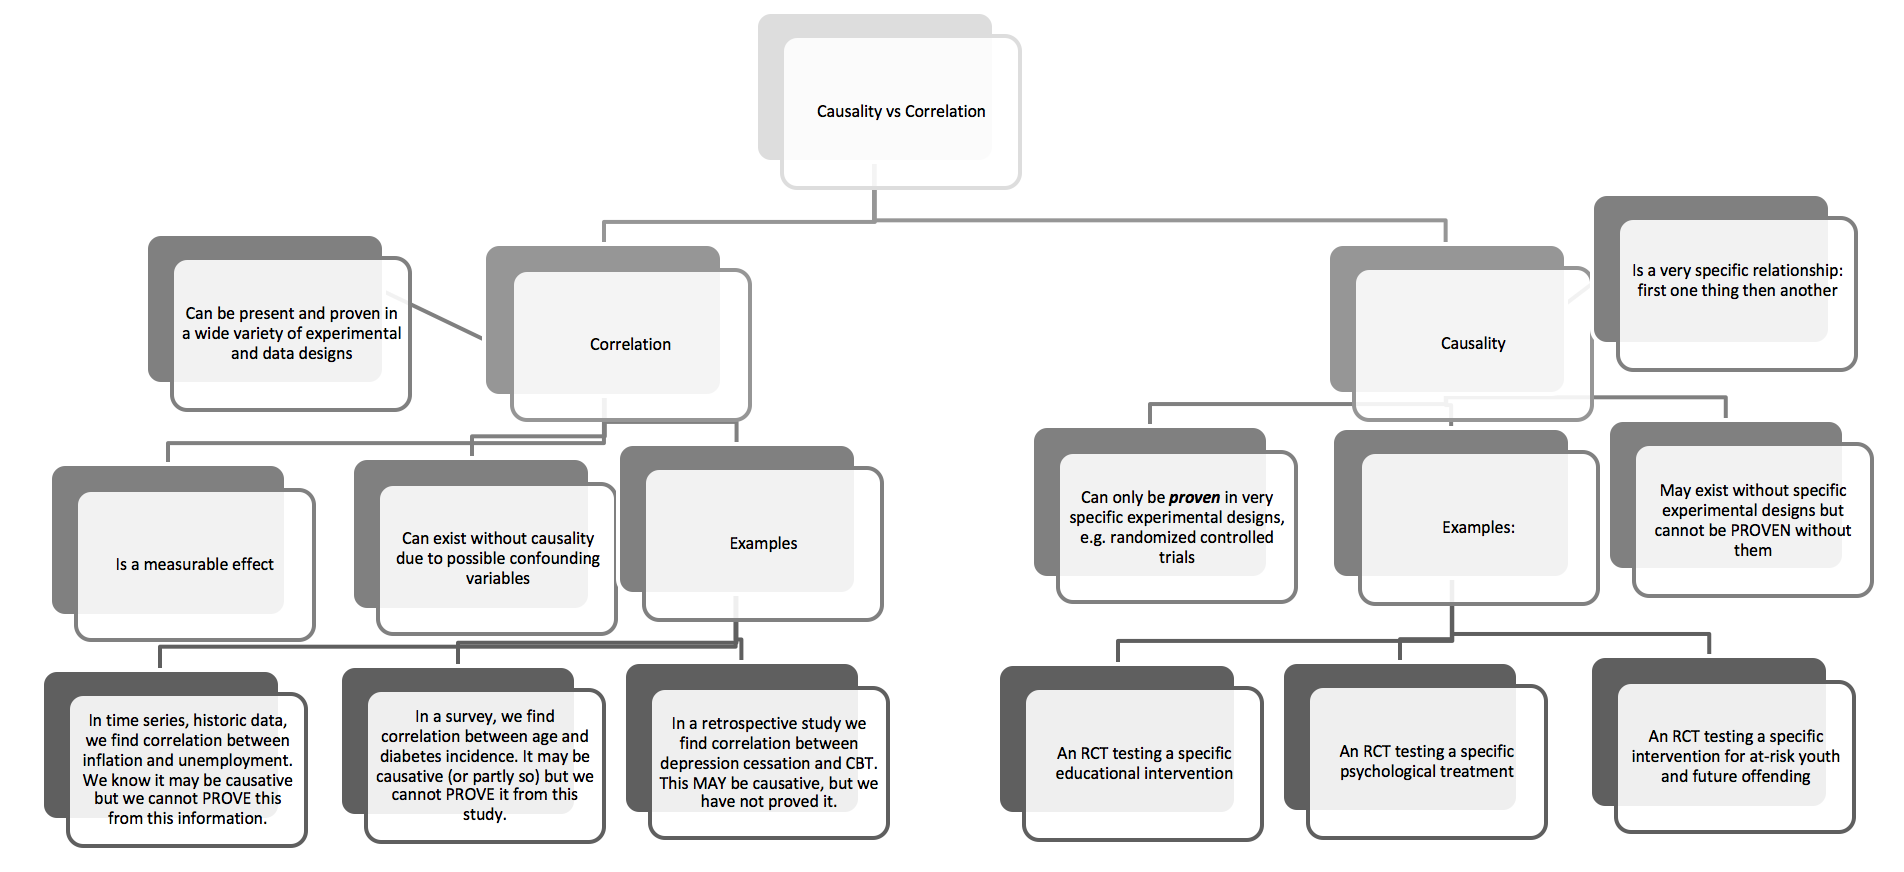 Causality vs Correlation
Can be present and proven in
a wide variety of experimental
and data designs
Correlation
Causality
Is a very specific relationship:
first one thing then another
Is a measurable effect
Can exist without causality
due to possible confounding
variables
Examples
Can only be proven in very
specific experimental designs,
e.g. randomized controlled
trials
Examples:
May exist without specific
experimental designs but
cannot be PROVEN without
them
In time series, historic data,
we find correlation between
inflation and unemployment.
We know it may be causative
but we cannot PROVE this
from this information.
In a survey, we find
correlation between age and
diabetes incidence. It may be
causative (or partly so) but we
cannot PROVE it from this
study.
In a retrospective study we
find correlation between
depression cessation and CBT.
This MAY be causative, but we
have not proved it.
An RCT testing a specific
educational intervention
An RCT testing a specific
psychological treatment
An RCT testing a specific
intervention for at-risk youth
and future offending